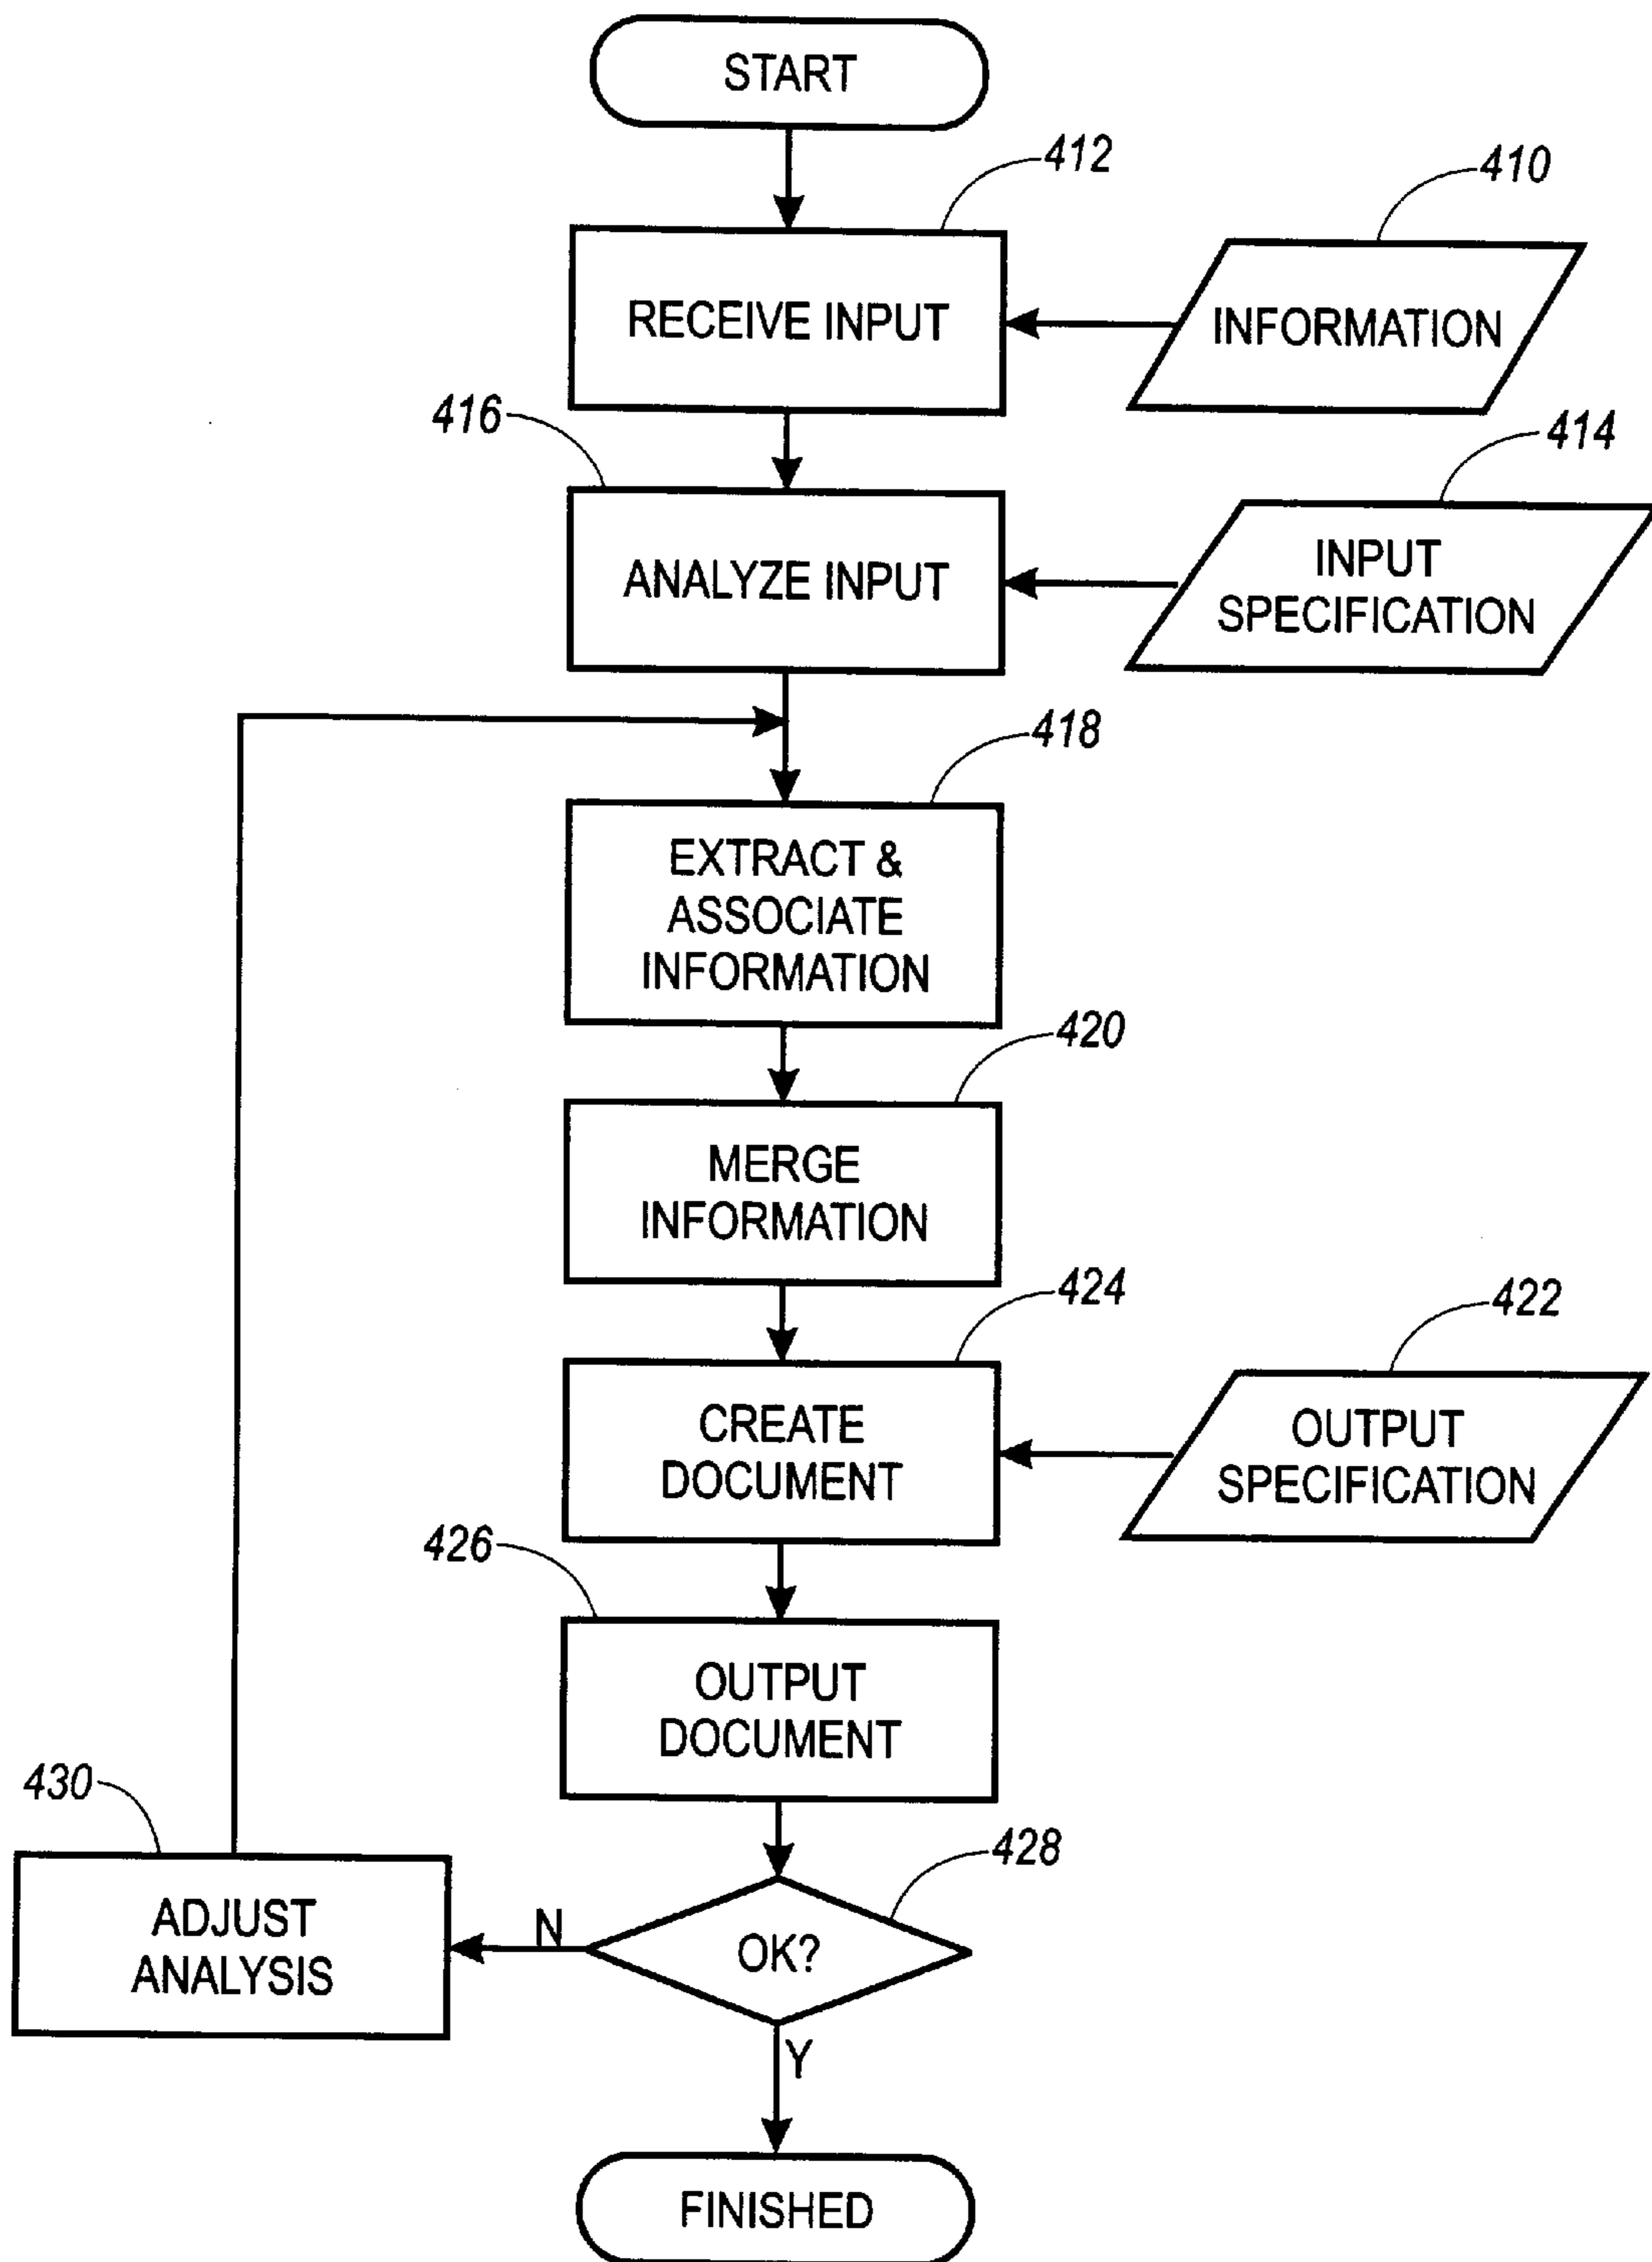 START
412
410
RECEIVE INPUT
INFORMATION
416
414
ANALYZE INPUT
INPUT
SPECIFICATION
418
EXTRACT &
ASSOCIATE
INFORMATION
420
MERGE
INFORMATION
424
422
CREATE
DOCUMENT
OUTPUT
SPECIFICATION
426
OUTPUT
DOCUMENT
430
428
ADJUST
ANALYSIS
N
OK?
Y
FINISHED